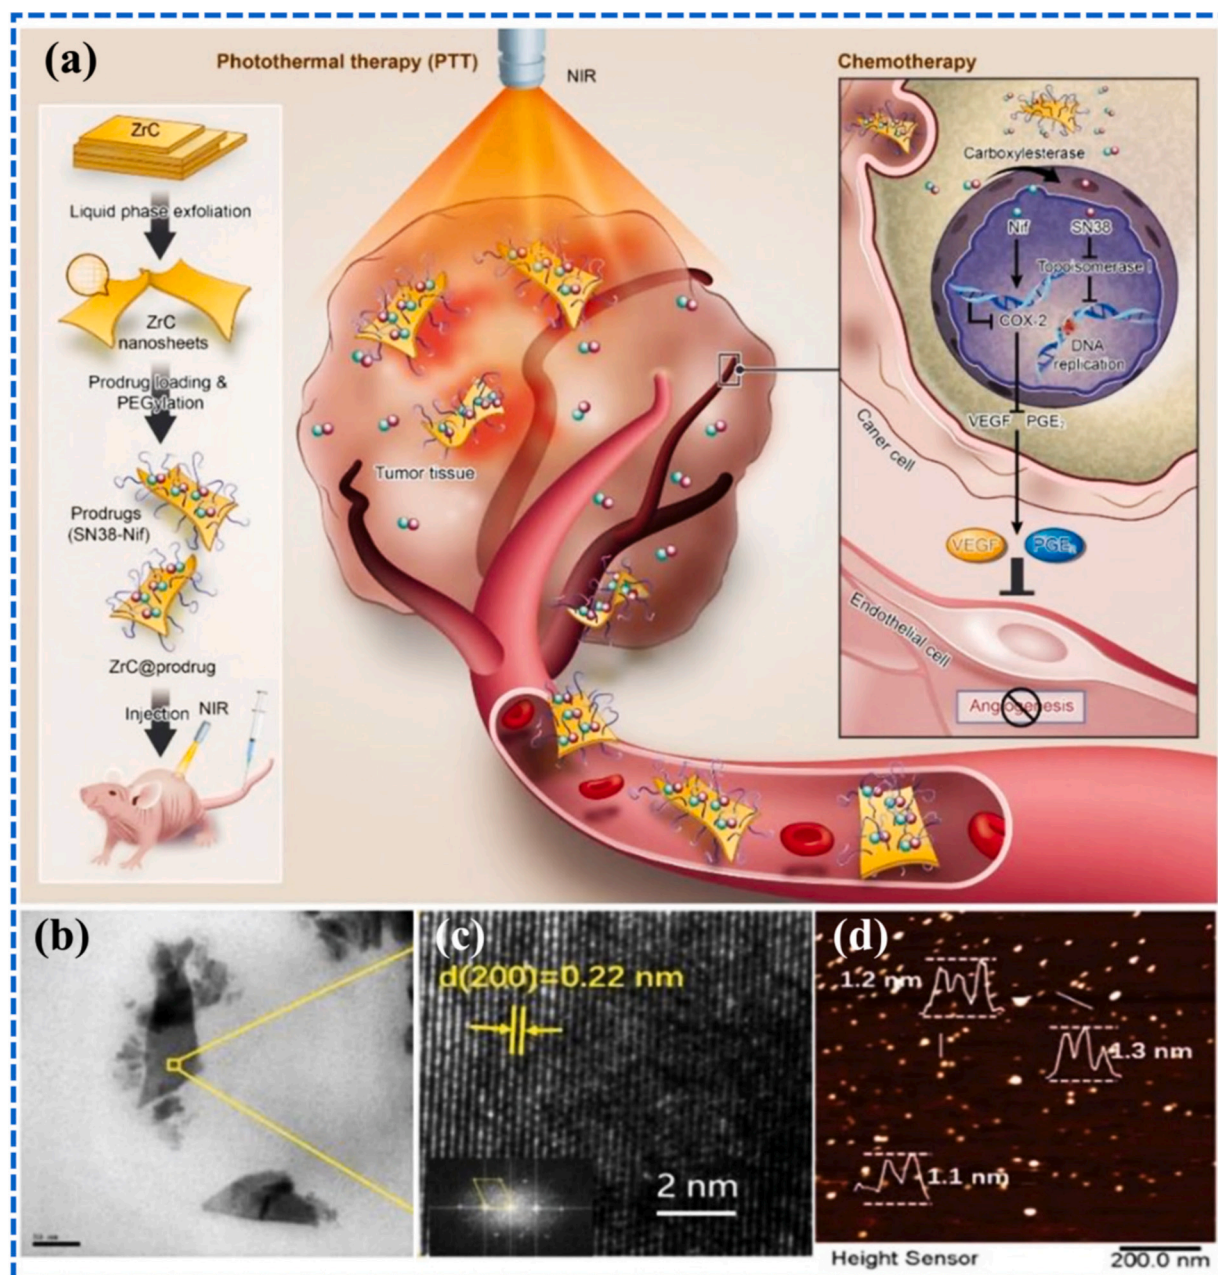 (a)
Photothermal therapy (PTT)
NIR
Chemotherapy
ZrC
Liquid phase exfoliation
ZrC
nanosheets
Prodrug loading &
PEGylation
Prodrugs
(SN38-Nif)
ZrC@prodrug
Injection
NIR
Tumor tissue
Carboxylesterase
Nif
SN38
Topoisomerase I
COX-2
DNA
replication
VEGF PGE₂
Caner cell
VEGF
PGE₂
Endothelial cell
Angiogenesis
(b)
(c)
d(200)=0.22 nm
2 nm
(d)
1.2 nm
1.3 nm
1.1 nm
Height Sensor
200.0 nm